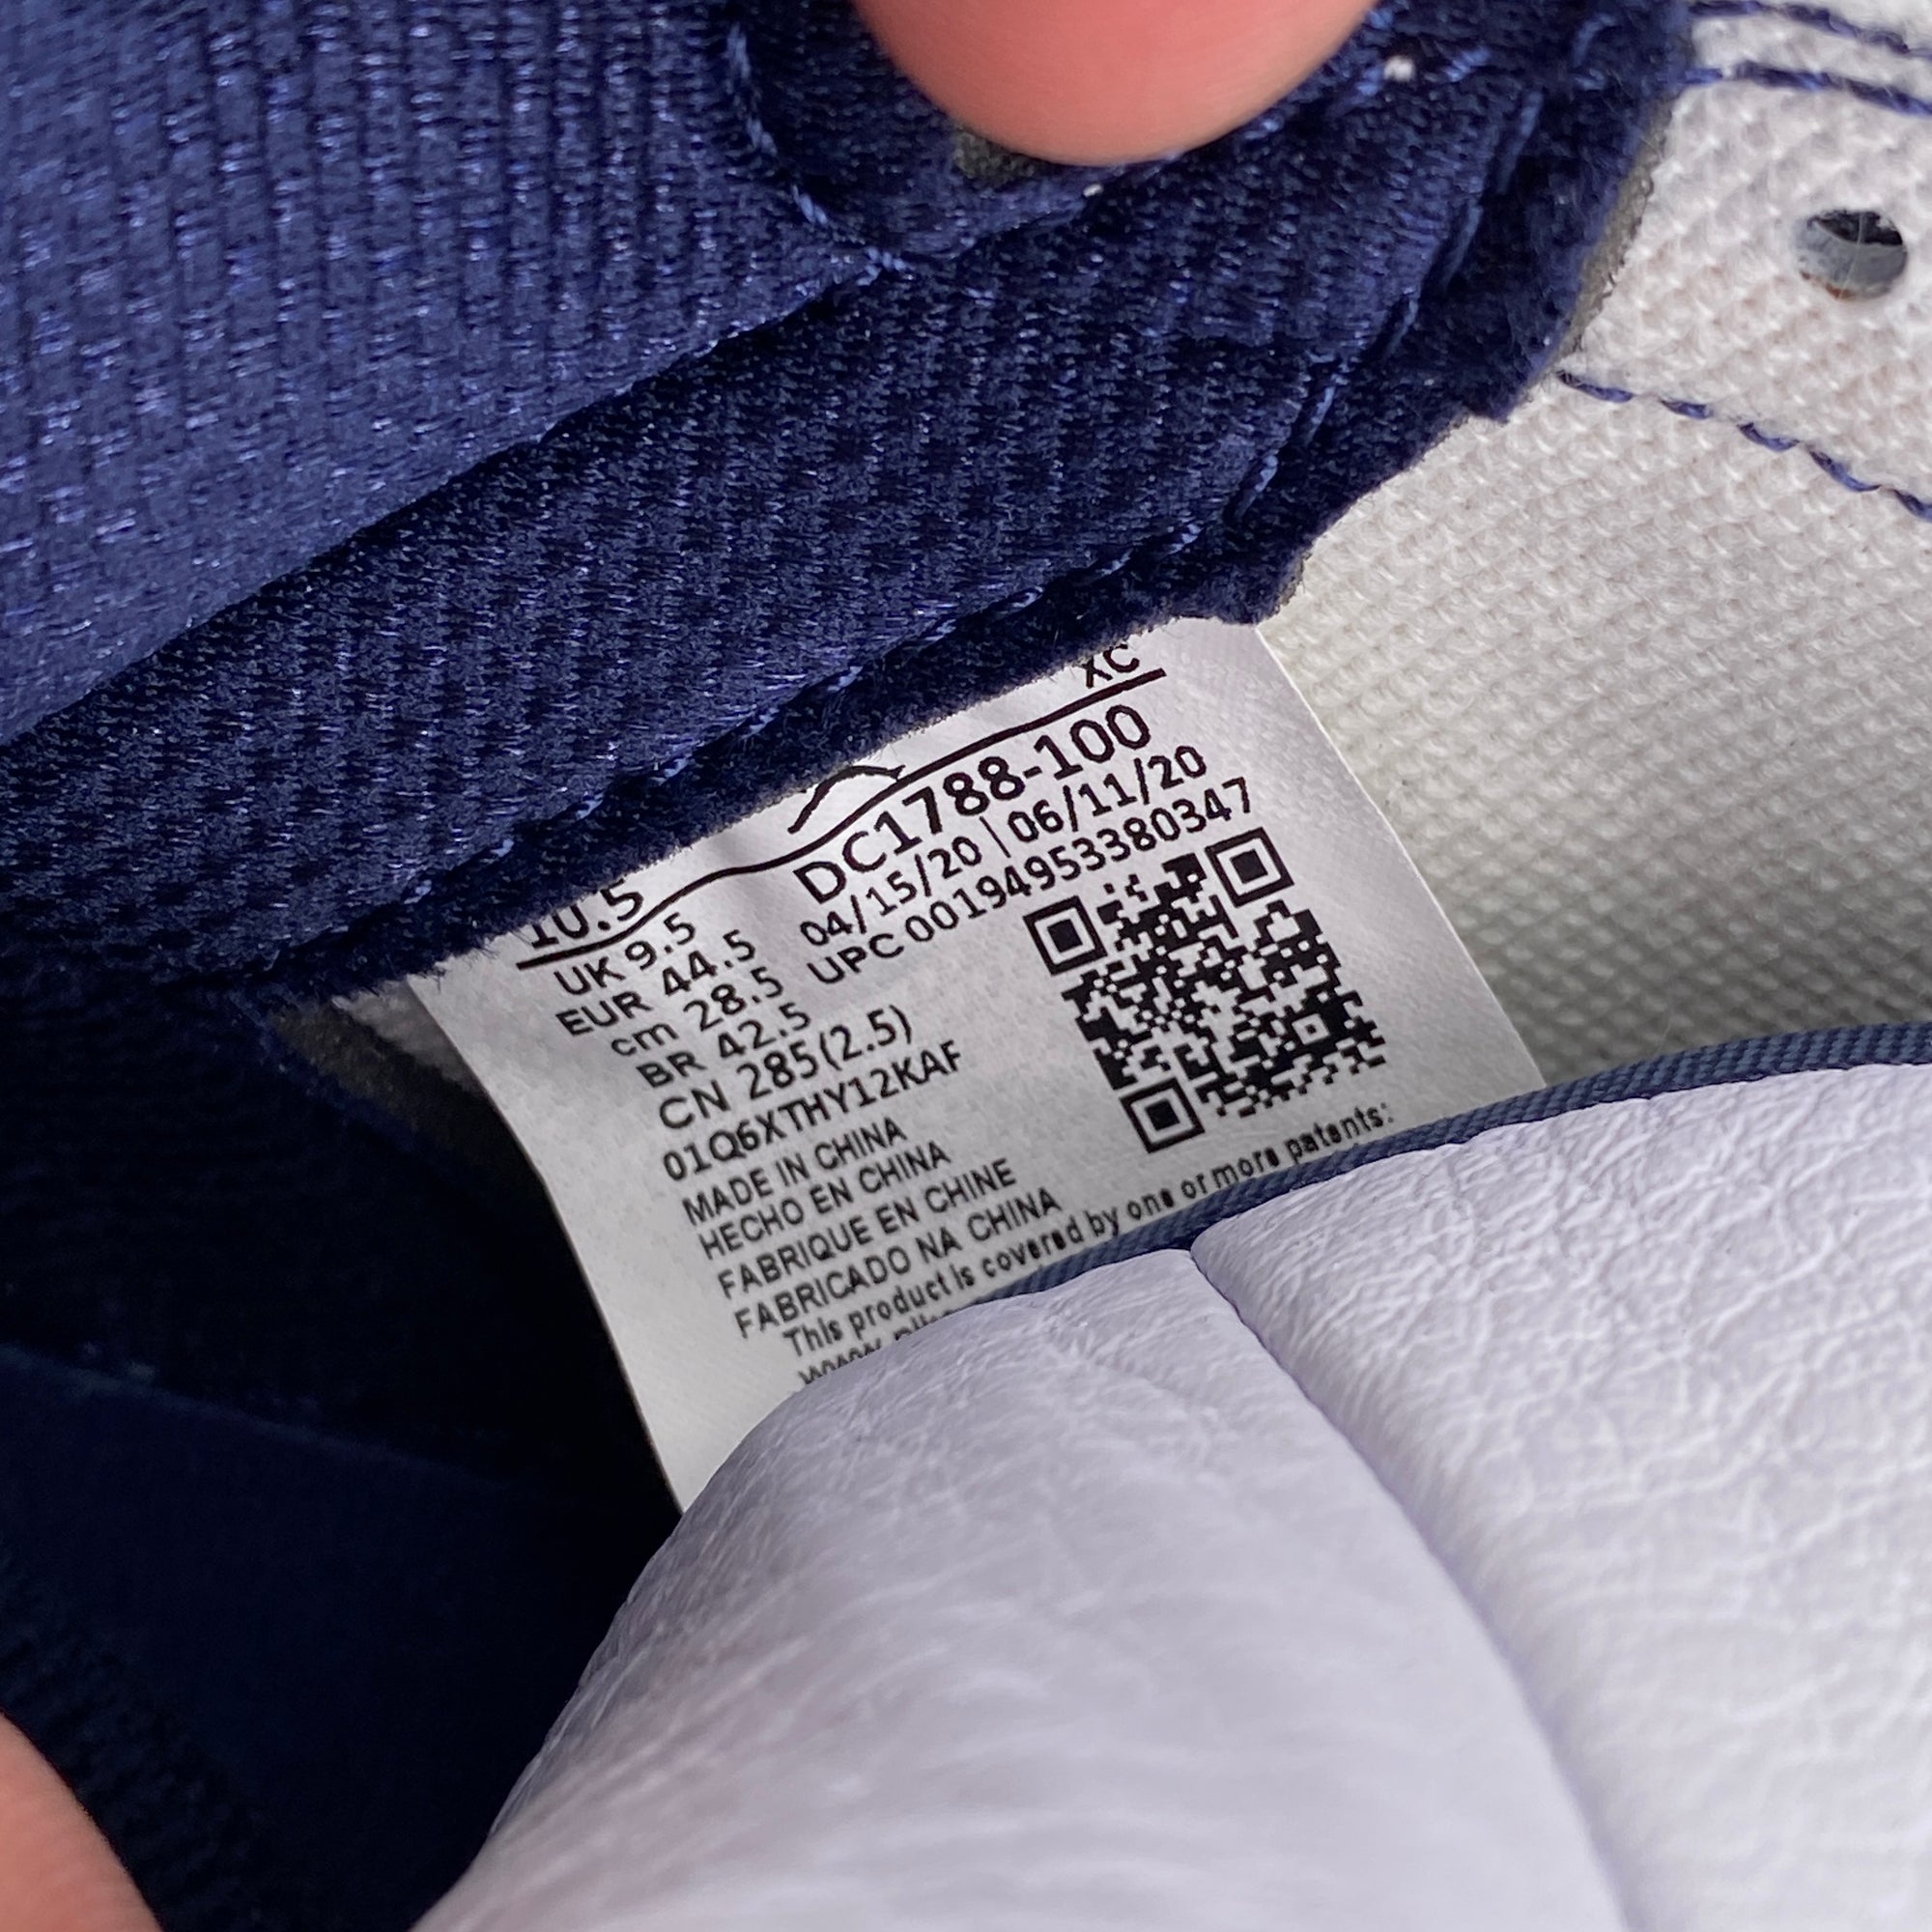 10.5
XC
UK 9.5
EUR 44.5
cm 28.5
BR 42.5
CN 285(2.5)
01Q6XTHY12KAF
DC1788-100
04/15/20 | 06/11/20
UPC 00194953380347
MADE IN CHINA
HECHO EN CHINA
FABRIQUE EN CHINE
FABRICADO NA CHINA
This product is covered by one or more patents: